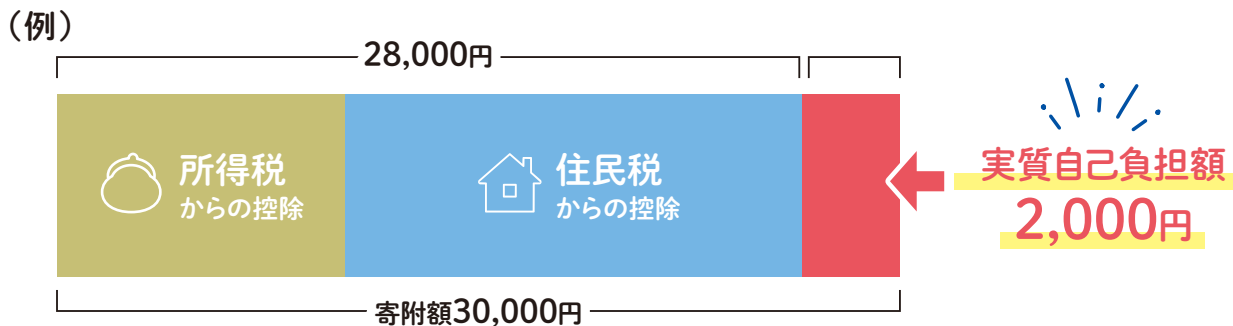 （例）
28,000円
所得税
からの控除
住民税
からの控除
実質自己負担額
2,000円
寄附額30,000円